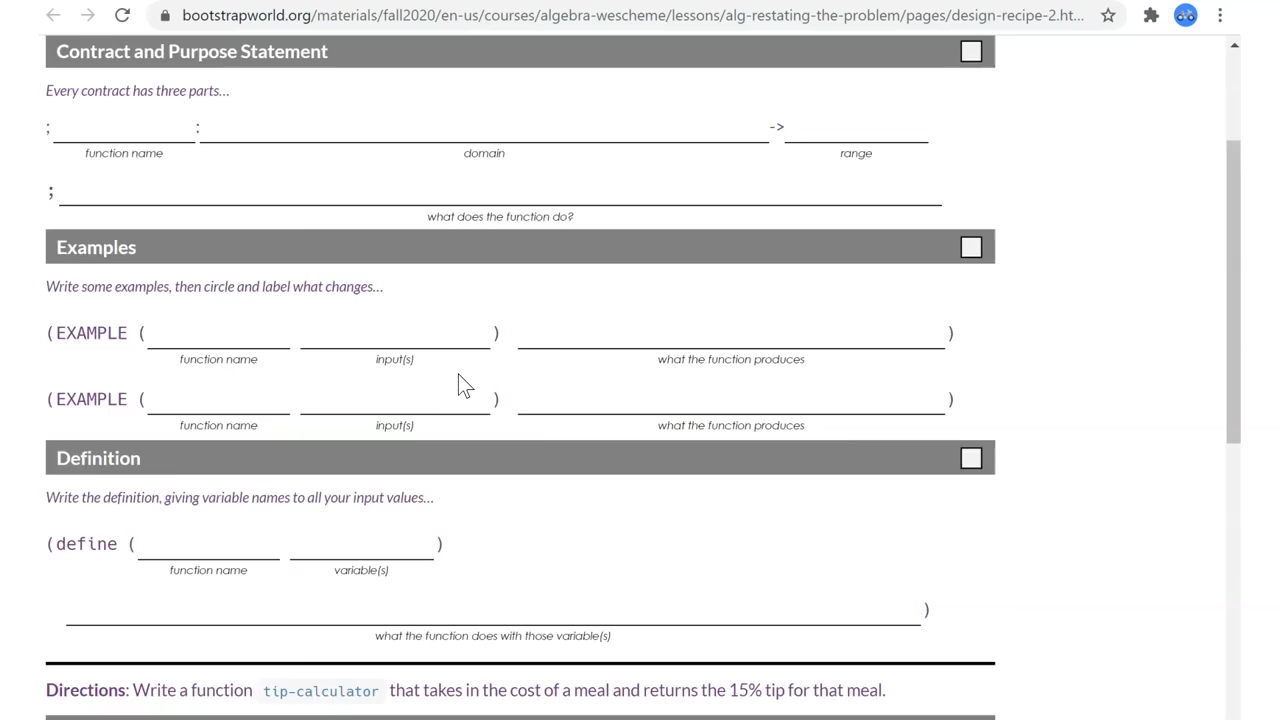 bootstrapworld.org/materials/fall2020/en-us/courses/algebra-wescheme/lessons/alg-restating-the-problem/pages/design-recipe-2.ht...
Contract and Purpose Statement
Every contract has three parts...
; : ->
function name domain range
;
what does the function do?
Examples
Write some examples, then circle and label what changes...
(EXAMPLE ( ) )
function name input(s) what the function produces
(EXAMPLE ( ) )
function name input(s) what the function produces
Definition
Write the definition, giving variable names to all your input values...
(define ( )
function name variable(s)
)
what the function does with those variable(s)
Directions: Write a function tip-calculator that takes in the cost of a meal and returns the 15% tip for that meal.